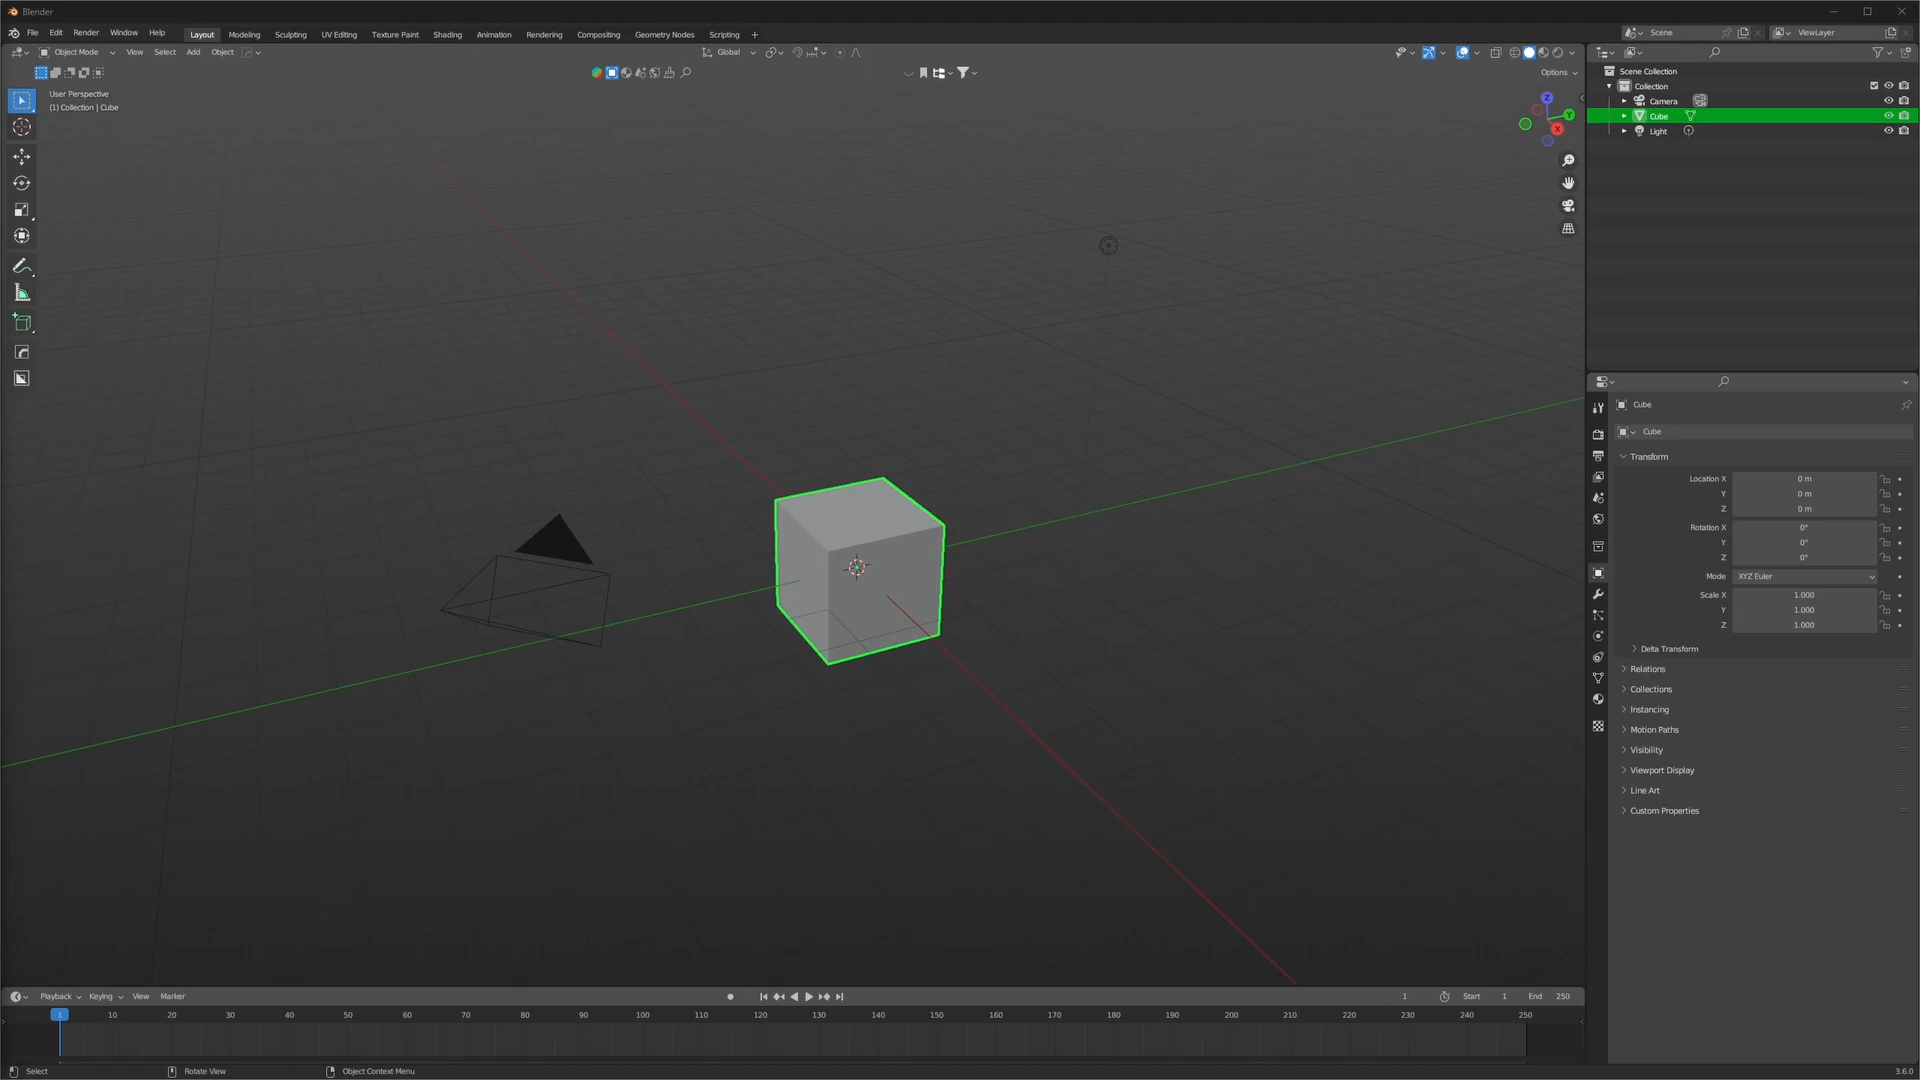 Blender
File Edit Render Window Help Layout Modeling Sculpting UV Editing Texture Paint Shading Animation Rendering Compositing Geometry Nodes Scripting + Scene ViewLayer
Object Mode View Select Add Object Global
Options
User Perspective
(1) Collection | Cube
Z
Y
X
Scene Collection
Collection
Camera
Cube
Light
Cube
Cube
Transform
Location X 0 m
Y 0 m
Z 0 m
Rotation X 0°
Y 0°
Z 0°
Mode XYZ Euler
Scale X 1.000
Y 1.000
Z 1.000
Delta Transform
Relations
Collections
Instancing
Motion Paths
Visibility
Viewport Display
Line Art
Custom Properties
Playback Keying View Marker 1 Start 1 End 250
1 10 20 30 40 50 60 70 80 90 100 110 120 130 140 150 160 170 180 190 200 210 220 230 240 250
Select Rotate View Object Context Menu 3.6.0